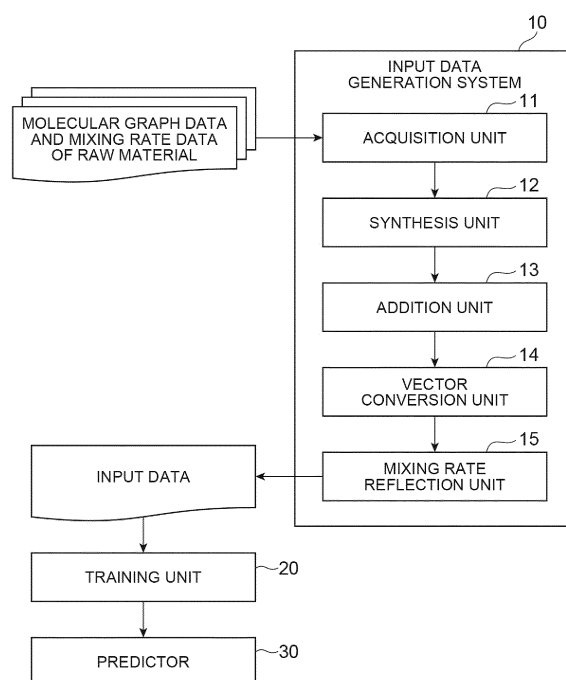 10
INPUT DATA
GENERATION SYSTEM
MOLECULAR GRAPH DATA
AND MIXING RATE DATA
OF RAW MATERIAL
11
ACQUISITION UNIT
12
SYNTHESIS UNIT
13
ADDITION UNIT
14
VECTOR
CONVERSION UNIT
15
MIXING RATE
REFLECTION UNIT
INPUT DATA
TRAINING UNIT
20
PREDICTOR
30